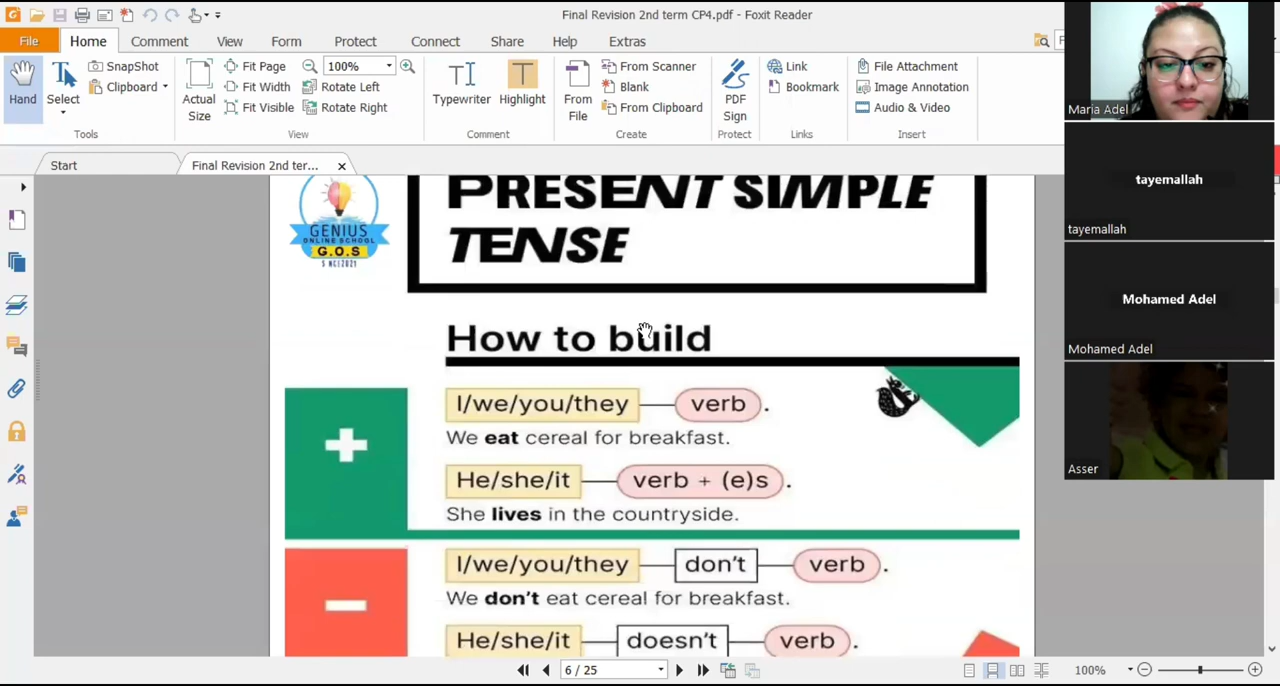 Final Revision 2nd term CP4.pdf - Foxit Reader
File Home Comment View Form Protect Connect Share Help Extras
Hand
Select
SnapShot
Clipboard
Tools
Actual Size
Fit Page
Fit Width
Fit Visible
100%
Rotate Left
Rotate Right
View
Typewriter
Highlight
Comment
From File
From Scanner
Blank
From Clipboard
Create
PDF Sign
Protect
Link
Bookmark
Links
File Attachment
Image Annotation
Audio & Video
Insert
Start
Final Revision 2nd ter...
GENIUS
ONLINE SCHOOL
G.O.S
SINCE2021
PRESENT SIMPLE
TENSE
How to build
+
I/we/you/they verb .
We eat cereal for breakfast.
He/she/it verb + (e)s .
She lives in the countryside.
I/we/you/they don't verb .
We don't eat cereal for breakfast.
He/she/it doesn't verb .
Maria Adel
tayemallah
tayemallah
Mohamed Adel
Mohamed Adel
Asser
6 / 25
100%